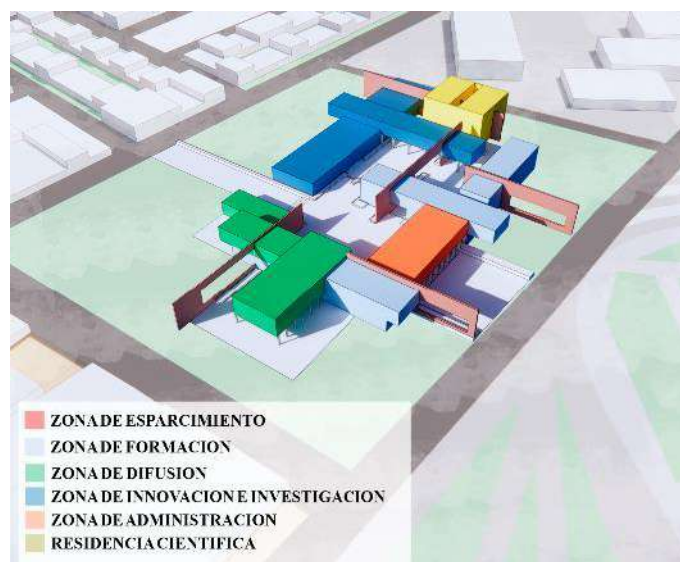 ZONA DE ESPARCIMIENTO
ZONA DE FORMACION
ZONA DE DIFUSION
ZONA DE INNOVACION E INVESTIGACION
ZONA DE ADMINISTRACION
RESIDENCIA CIENTIFICA